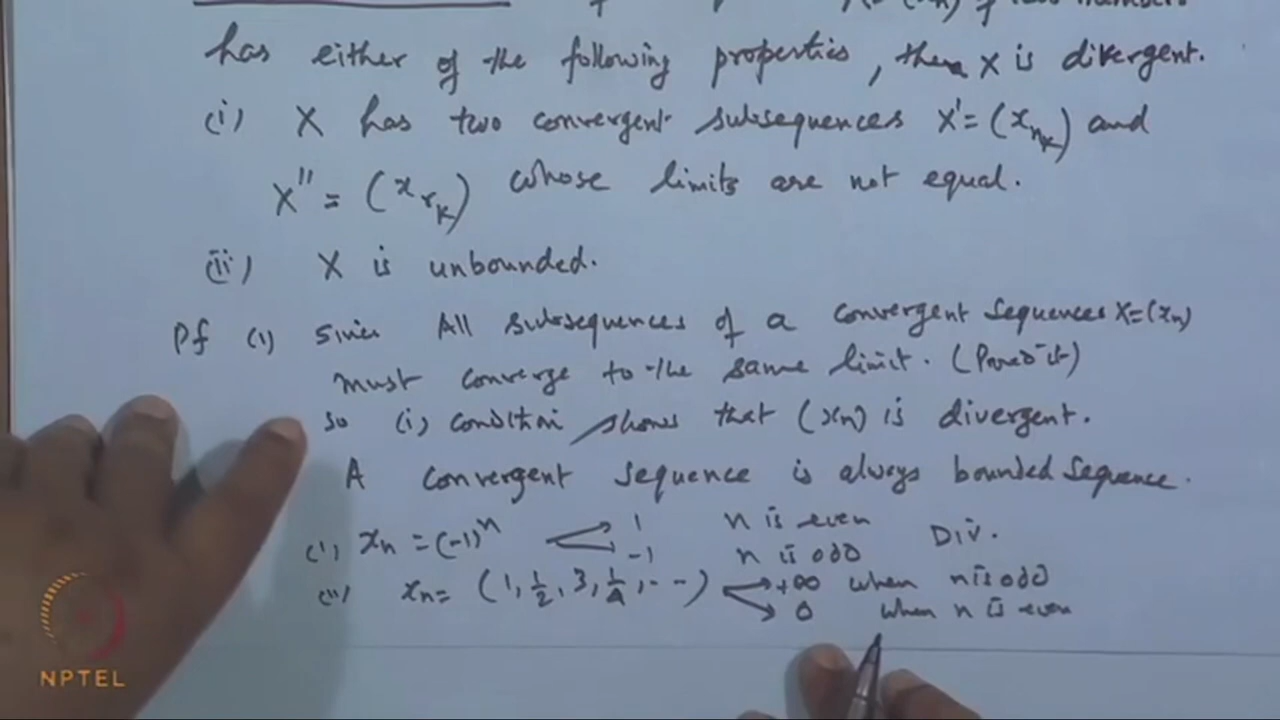 X = (xn) of real numbers
has either of the following properties, then X is divergent.
(i) X has two convergent subsequences X' = (x_{n_k}) and
X'' = (x_{r_k}) whose limits are not equal.
(ii) X is unbounded.
Pf (i) Since All subsequences of a convergent sequences X=(xn)
must converge to the same limit.
so (i) condition shows that (xn) is divergent.
A convergent sequence is always bounded sequence.
(i) xn = (-1)^n 1 n is even Div.
-1 n is odd
(ii) xn = (1, 1/2, 3, 1/4, - -) +∞ when n is odd
0 when n is even
NPTEL